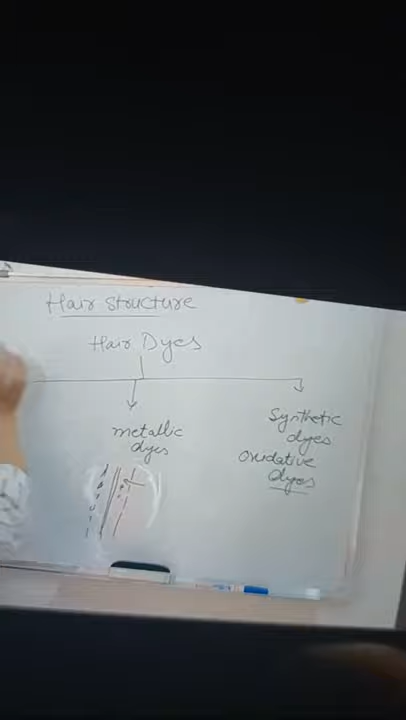 Hair structure
Hair Dyes
metallic
dyes
Synthetic
dyes
oxidative
dyes